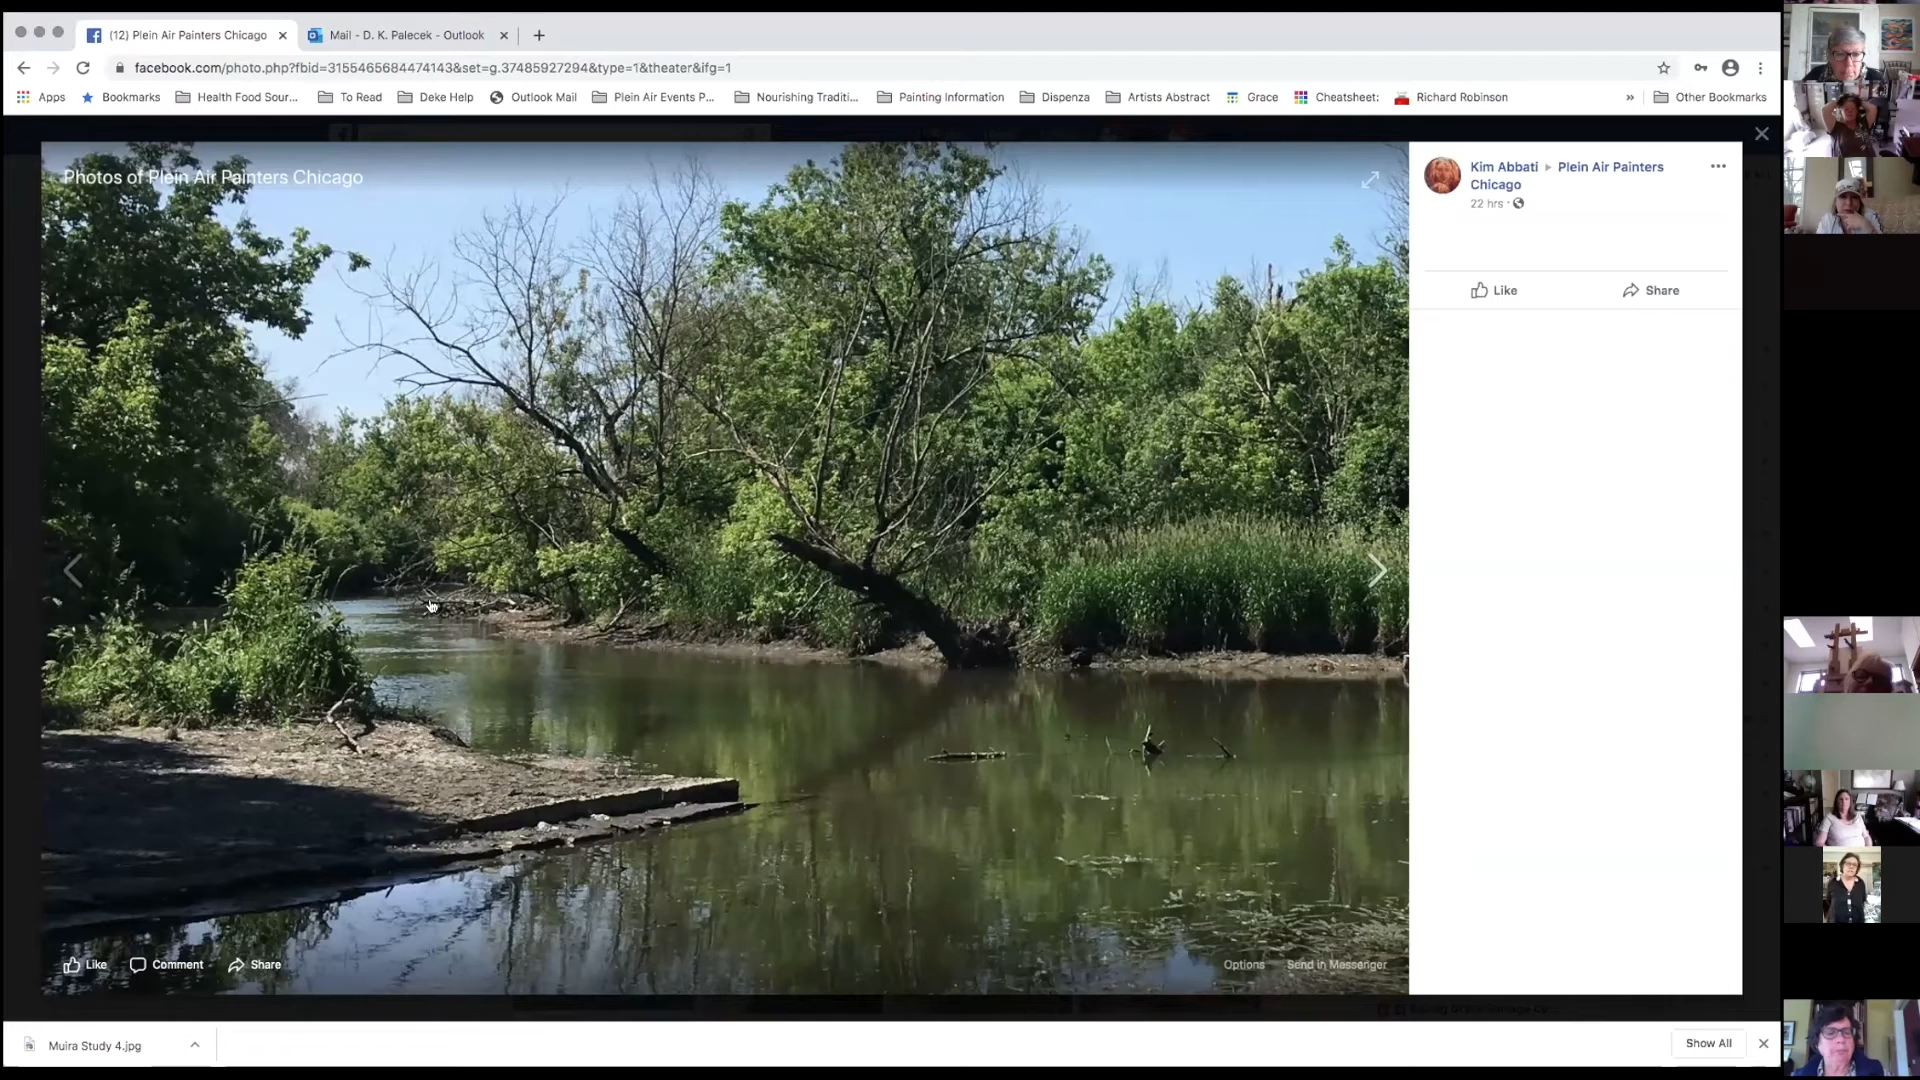 (12) Plein Air Painters Chicago
Mail - D. K. Palecek - Outlook
facebook.com/photo.php?fbid=3155465684474143&set=g.37485927294&type=1&theater&ifg=1
Apps
Bookmarks
Health Food Sour...
To Read
Deke Help
Outlook Mail
Plein Air Events P...
Nourishing Traditi...
Painting Information
Dispenza
Artists Abstract
Grace
Cheatsheet:
Richard Robinson
»
Other Bookmarks
Photos of Plein Air Painters Chicago
Kim Abbati ▸ Plein Air Painters
Chicago
22 hrs ·
Like
Share
Like
Comment
Share
Options
Send in Messenger
Muira Study 4.jpg
Show All